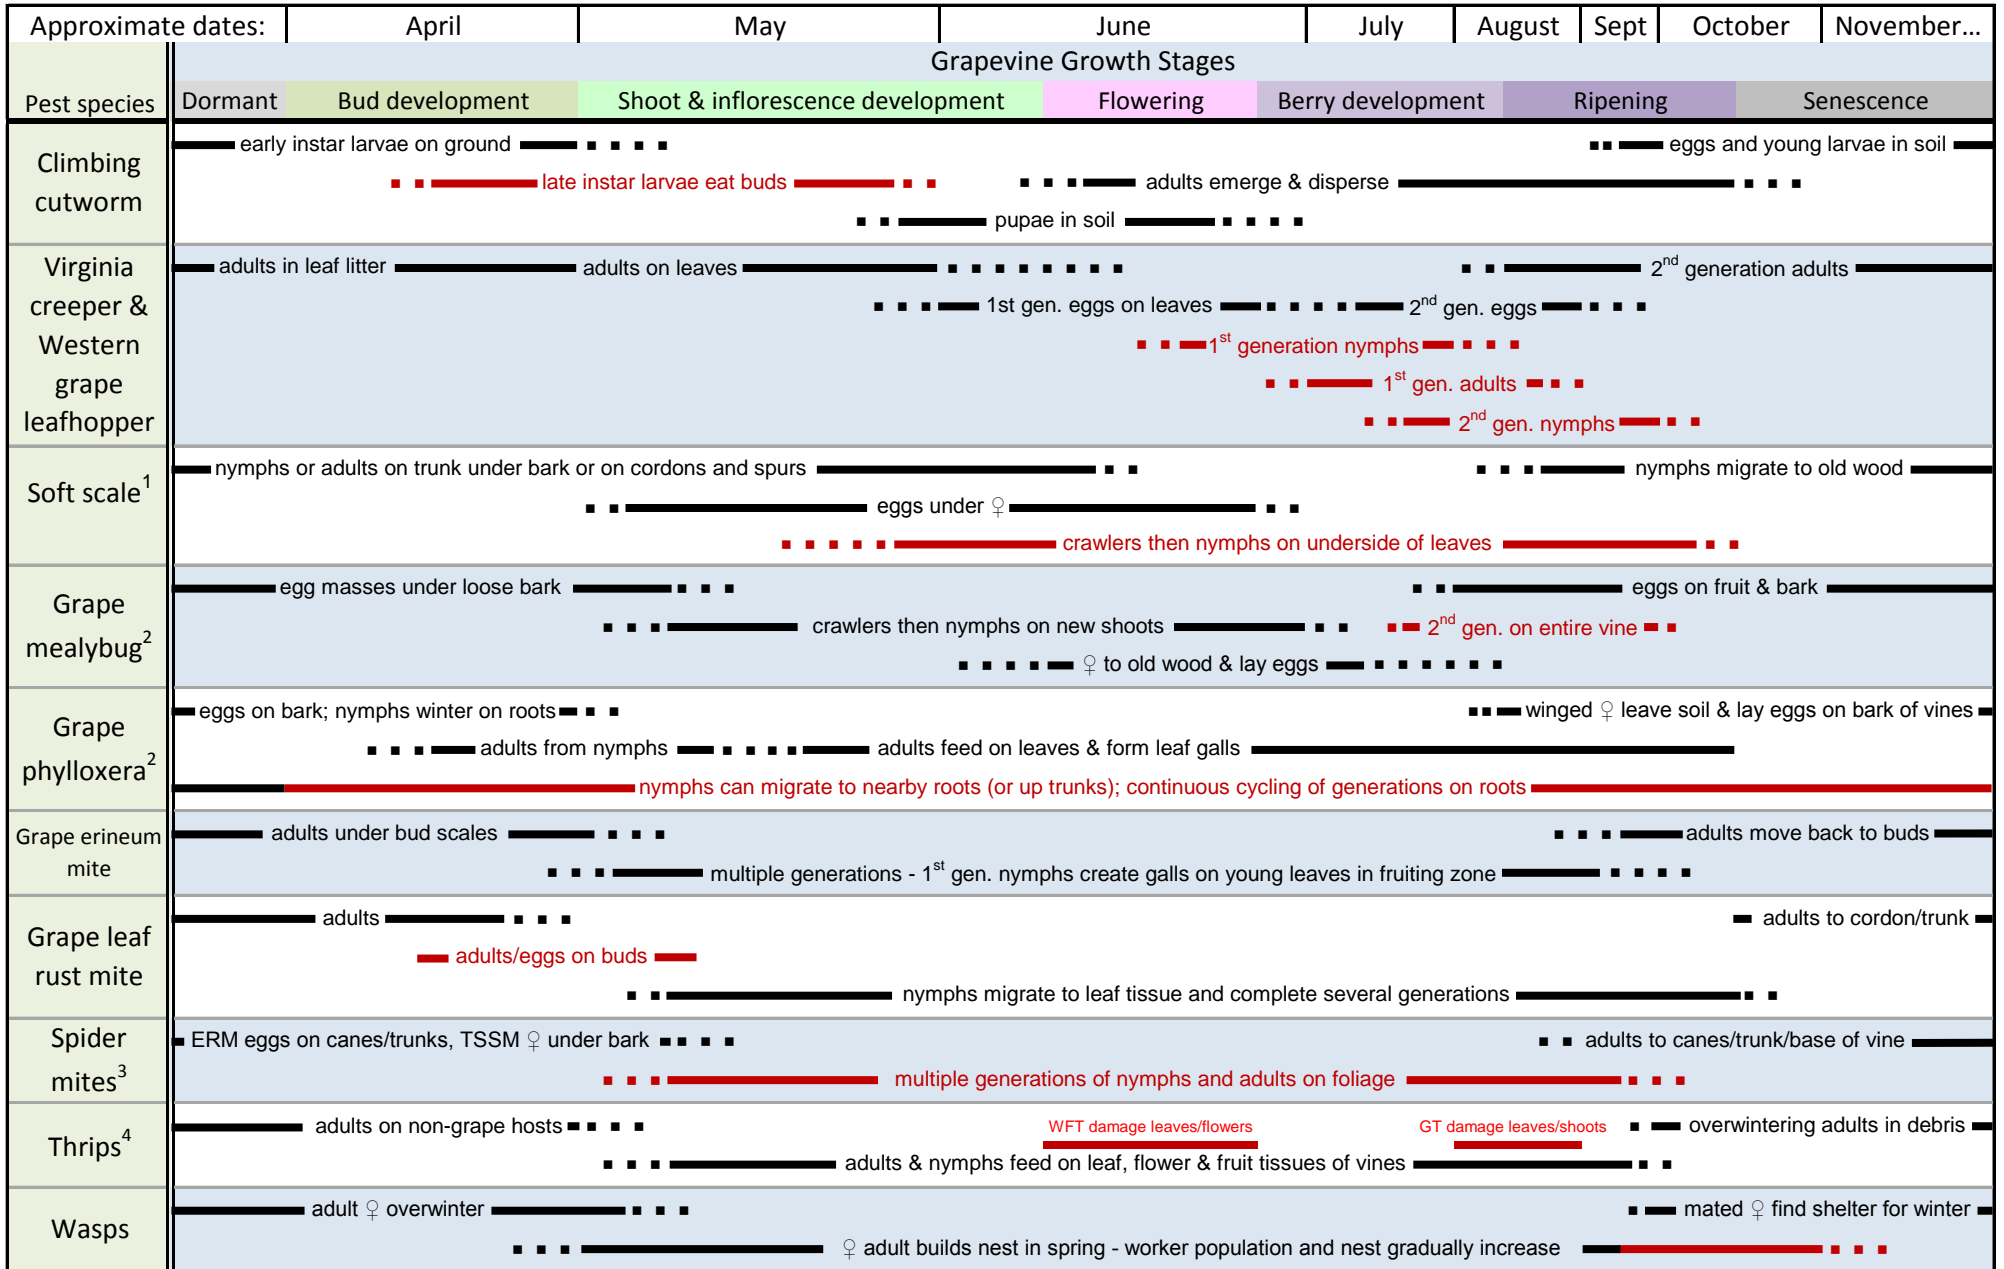 Approximate dates: April May June July August Sept October November...
Grapevine Growth Stages
Pest species Dormant Bud development Shoot & inflorescence development Flowering Berry development Ripening Senescence
Climbing cutworm
early instar larvae on ground eggs and young larvae in soil
late instar larvae eat buds adults emerge & disperse
pupae in soil
Virginia creeper & Western grape leafhopper
adults in leaf litter adults on leaves 2nd generation adults
1st gen. eggs on leaves 2nd gen. eggs
1st generation nymphs
1st gen. adults
2nd gen. nymphs
Soft scale1
nymphs or adults on trunk under bark or on cordons and spurs nymphs migrate to old wood
eggs under ♀
crawlers then nymphs on underside of leaves
Grape mealybug2
egg masses under loose bark eggs on fruit & bark
crawlers then nymphs on new shoots 2nd gen. on entire vine
♀ to old wood & lay eggs
Grape phylloxera2
eggs on bark; nymphs winter on roots winged ♀ leave soil & lay eggs on bark of vines
adults from nymphs adults feed on leaves & form leaf galls
nymphs can migrate to nearby roots (or up trunks); continuous cycling of generations on roots
Grape erineum mite
adults under bud scales adults move back to buds
multiple generations - 1st gen. nymphs create galls on young leaves in fruiting zone
Grape leaf rust mite
adults adults to cordon/trunk
adults/eggs on buds
nymphs migrate to leaf tissue and complete several generations
Spider mites3
ERM eggs on canes/trunks, TSSM ♀ under bark adults to canes/trunk/base of vine
multiple generations of nymphs and adults on foliage
Thrips4
adults on non-grape hosts WFT damage leaves/flowers GT damage leaves/shoots overwintering adults in debris
adults & nymphs feed on leaf, flower & fruit tissues of vines
Wasps
adult ♀ overwinter mated ♀ find shelter for winter
♀ adult builds nest in spring - worker population and nest gradually increase